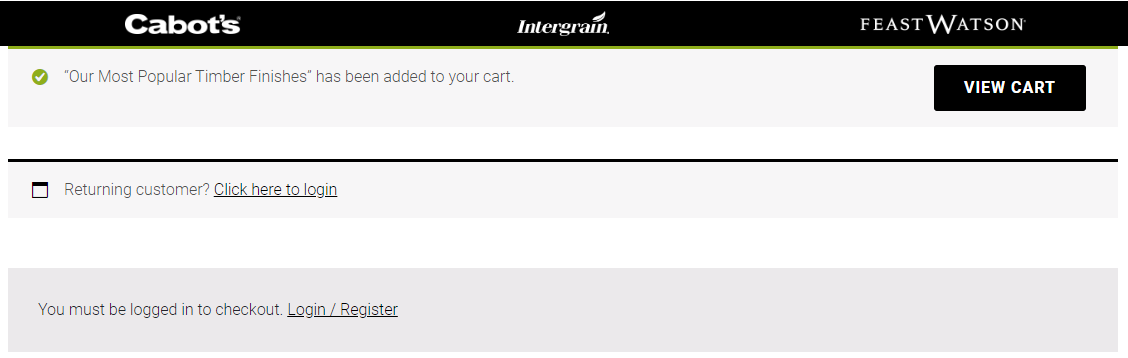 Cabot's
Intergrain
FEAST WATSON
“Our Most Popular Timber Finishes” has been added to your cart.
VIEW CART
Returning customer? Click here to login
You must be logged in to checkout. Login / Register